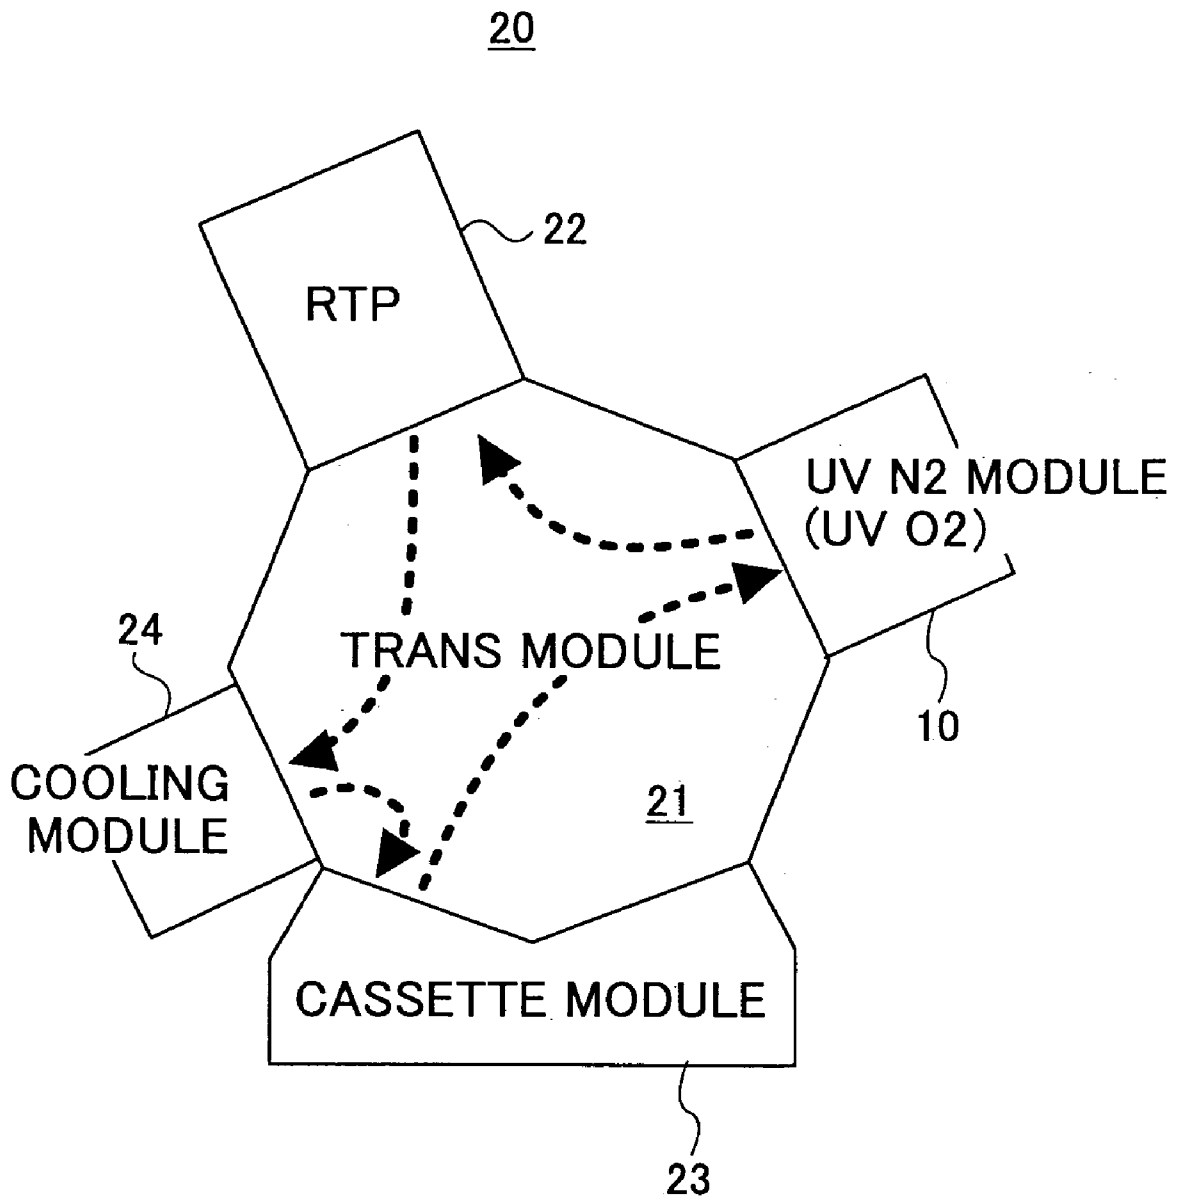 20
22
RTP
UV N2 MODULE
(UV O2)
24
TRANS MODULE
10
COOLING
MODULE
21
CASSETTE MODULE
23